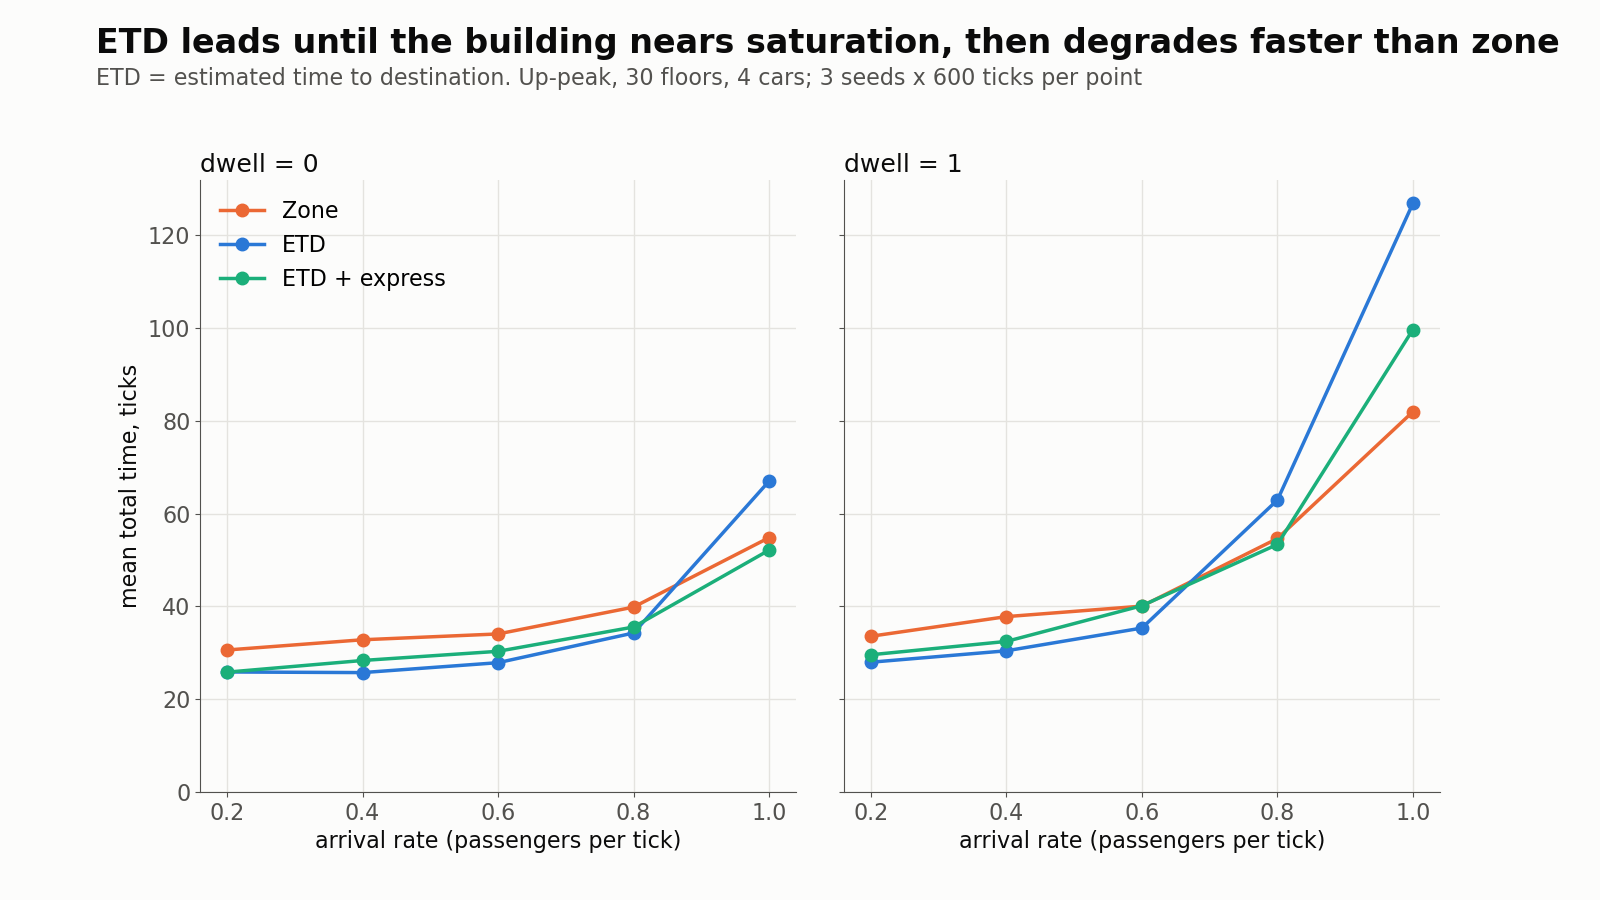 ETD leads until the building nears saturation, then degrades faster than zone
ETD = estimated time to destination. Up-peak, 30 floors, 4 cars; 3 seeds x 600 ticks per point
dwell = 0
Zone
ETD
ETD + express
mean total time, ticks
120
100
80
60
40
20
0
0.2 0.4 0.6 0.8 1.0
arrival rate (passengers per tick)
dwell = 1
0.2 0.4 0.6 0.8 1.0
arrival rate (passengers per tick)